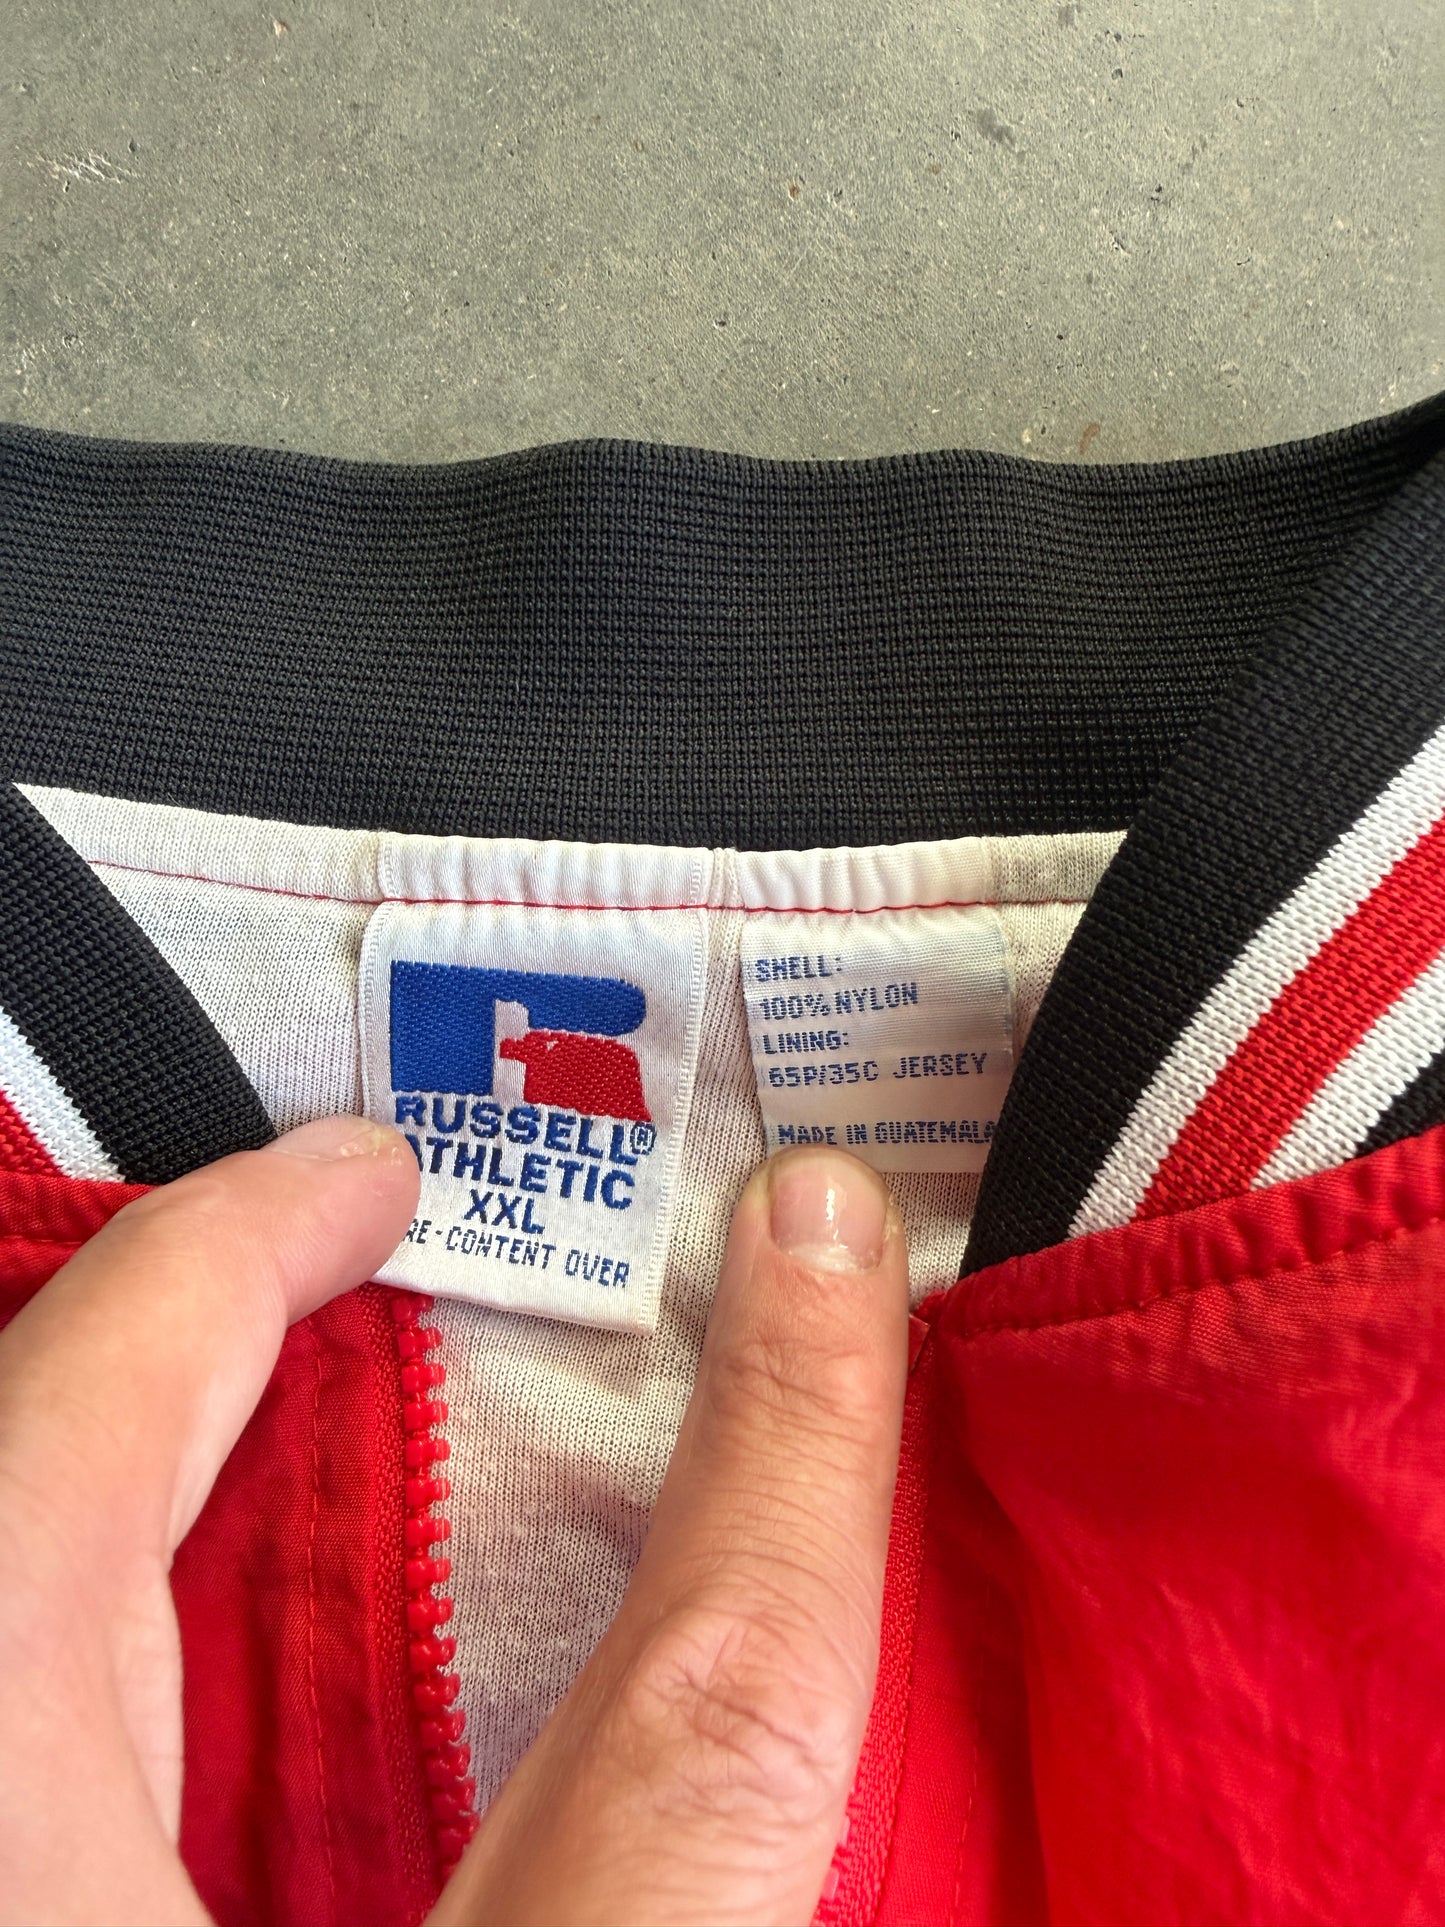 RUSSELL®
ATHLETIC
XXL
RE-CONTENT OVER
SHELL:
100% NYLON
LINING:
65P/35C JERSEY
MADE IN GUATEMALA